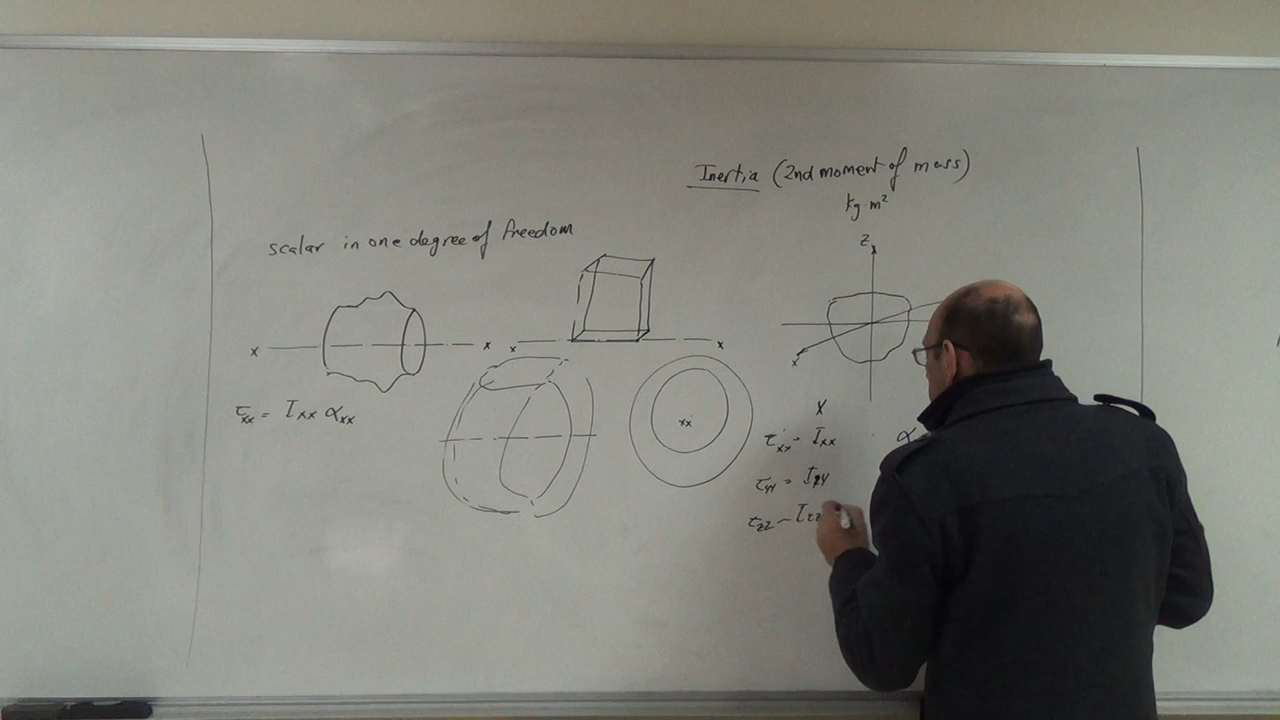 Inertia (2nd moment of mass)
kg m²
scalar in one degree of freedom
z
x x x x
x
xx
τxx = Ixx αxx
X
τxx = Ixx · α
τyy = Iyy
τzz = Izz